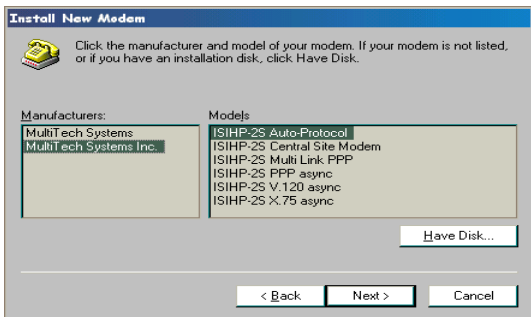 Install New Modem
Click the manufacturer and model of your modem. If your modem is not listed,
or if you have an installation disk, click Have Disk.
Manufacturers:
MultiTech Systems
MultiTech Systems Inc.
Models
ISIHP-2S Auto-Protocol
ISIHP-2S Central Site Modem
ISIHP-2S Multi Link PPP
ISIHP-2S PPP async
ISIHP-2S V.120 async
ISIHP-2S X.75 async
Have Disk...
< Back
Next >
Cancel